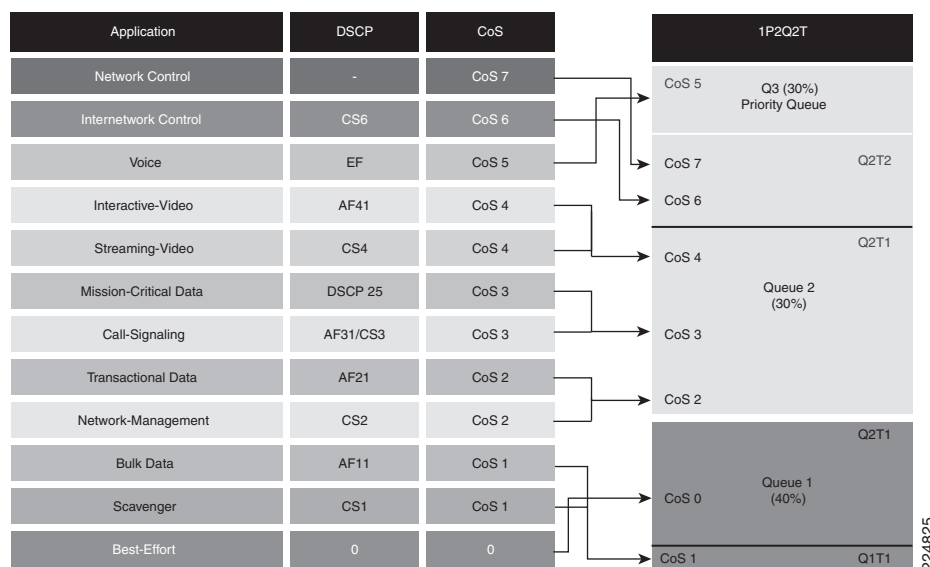 Application DSCP CoS 1P2Q2T
Network Control - CoS 7
Internetwork Control CS6 CoS 6
Voice EF CoS 5
Interactive-Video AF41 CoS 4
Streaming-Video CS4 CoS 4
Mission-Critical Data DSCP 25 CoS 3
Call-Signaling AF31/CS3 CoS 3
Transactional Data AF21 CoS 2
Network-Management CS2 CoS 2
Bulk Data AF11 CoS 1
Scavenger CS1 CoS 1
Best-Effort 0 0
CoS 5 Q3 (30%)
Priority Queue
CoS 7 Q2T2
CoS 6
Q2T1
CoS 4
Queue 2
(30%)
CoS 3
CoS 2
Q2T1
Queue 1
CoS 0 (40%)
CoS 1 Q1T1